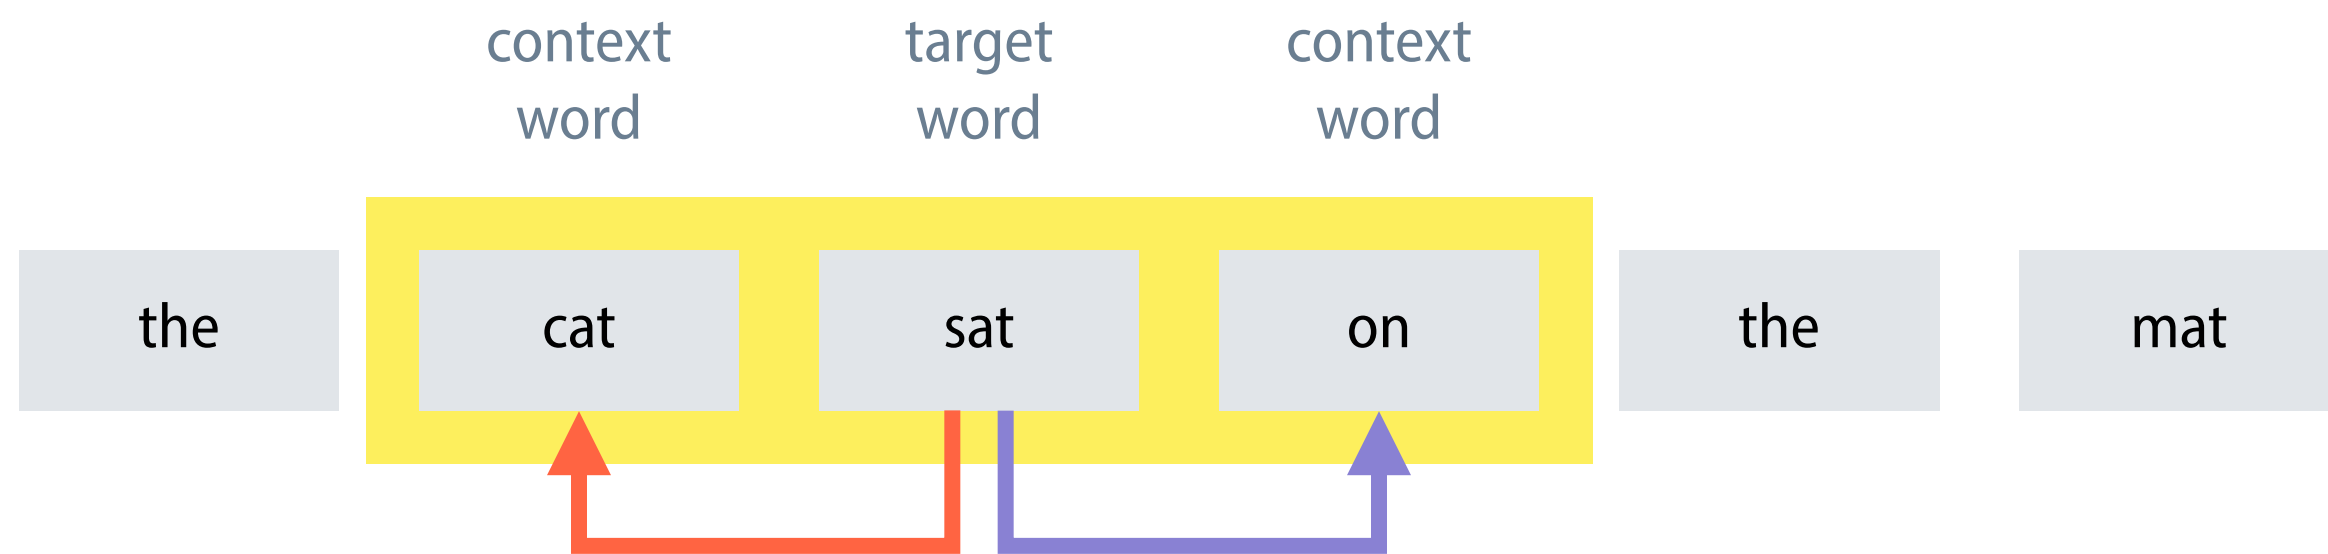 context target context
word word word
the cat sat on the mat